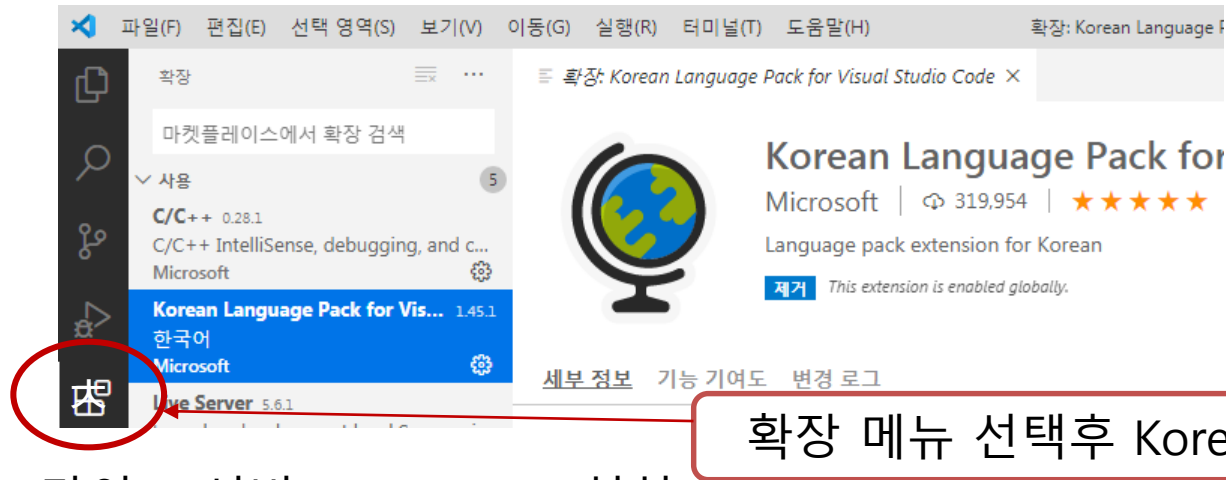 파일(F) 편집(E) 선택 영역(S) 보기(V) 이동(G) 실행(R) 터미널(T) 도움말(H) 확장: Korean Language
확장
확장: Korean Language Pack for Visual Studio Code ×
마켓플레이스에서 확장 검색
사용 5
C/C++ 0.28.1
C/C++ IntelliSense, debugging, and c...
Microsoft
Korean Language Pack for Vis... 1.45.1
한국어
Microsoft
Live Server 5.6.1
Korean Language Pack for
Microsoft 319,954
Language pack extension for Korean
제거 This extension is enabled globally.
세부 정보 기능 기여도 변경 로그
확장 메뉴 선택후 Kore